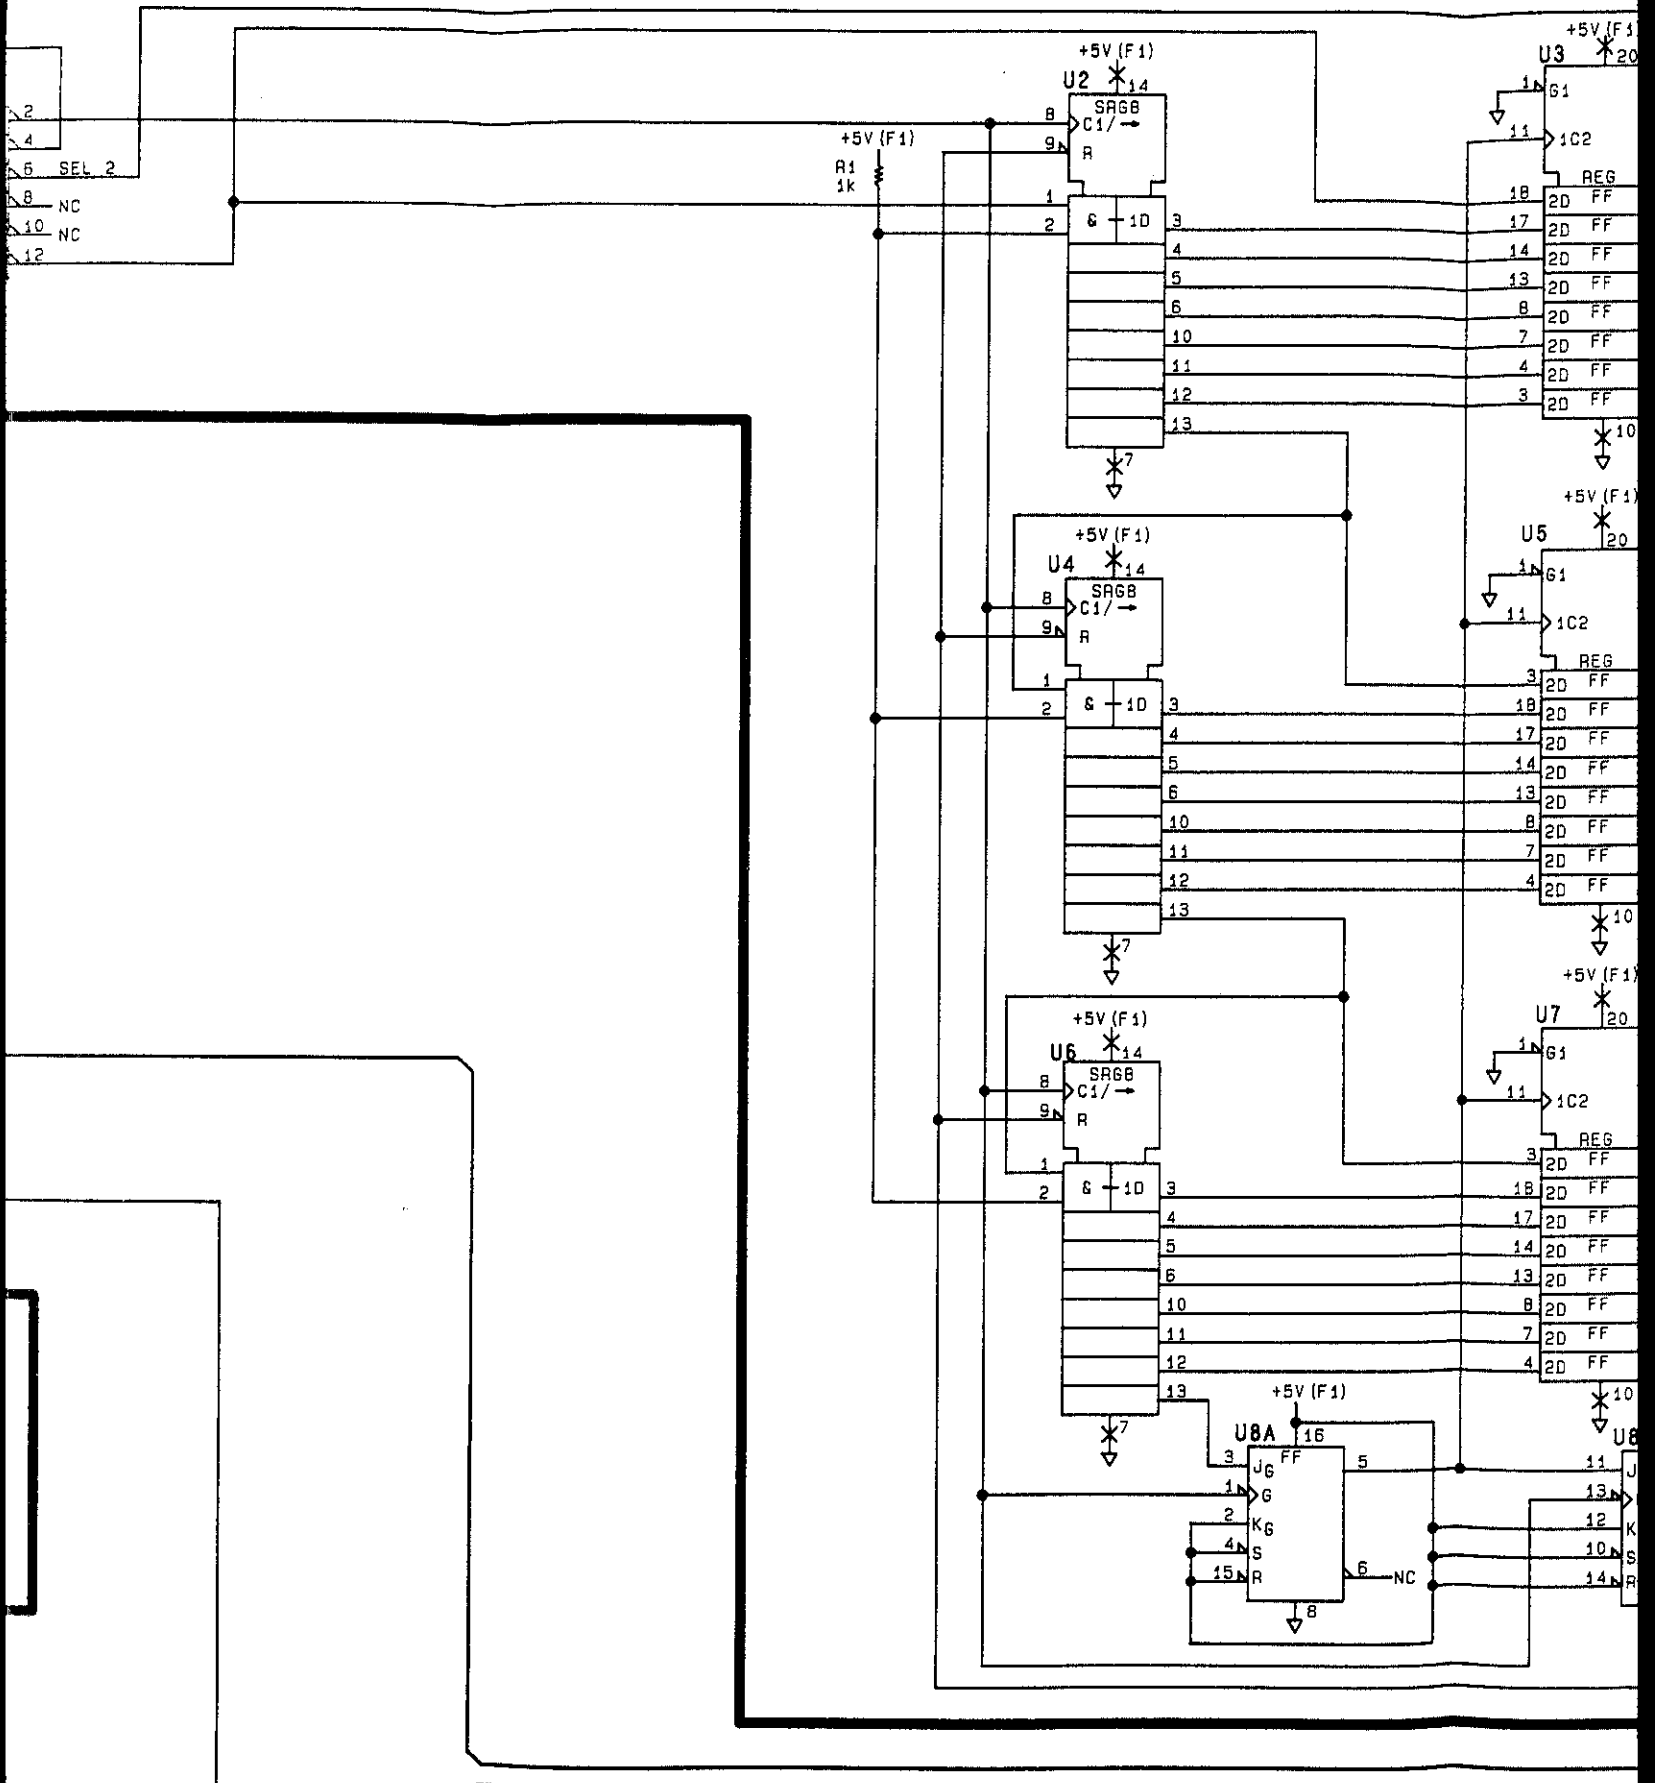 +5V(F1)
U3
20
1
G1
11
1C2
REG
18 2D FF
17 2D FF
14 2D FF
13 2D FF
8 2D FF
7 2D FF
4 2D FF
3 2D FF
10
+5V(F1)
U2
14
SRG8
8 C1/→
9 R
1
2
& 1D
3
4
5
6
10
11
12
13
7
+5V(F1)
R1
1k
2
4
6 SEL 2
8 NC
10 NC
12
+5V(F1)
U5
20
1 G1
11 1C2
REG
3 2D FF
18 2D FF
17 2D FF
14 2D FF
13 2D FF
8 2D FF
7 2D FF
4 2D FF
10
+5V(F1)
U4
14
SRG8
8 C1/→
9 R
1
2
& 1D
3
4
5
6
10
11
12
13
7
+5V(F1)
U7
20
1 G1
11 1C2
REG
3 2D FF
18 2D FF
17 2D FF
14 2D FF
13 2D FF
8 2D FF
7 2D FF
4 2D FF
10
+5V(F1)
U6
14
SRG8
8 C1/→
9 R
1
2
& 1D
3
4
5
6
10
11
12
13
7
+5V(F1)
U8A
16
FF
3 JG
1 G
2 KG
4 S
15 R
5
6 NC
8
U8
11 J
13
12 K
10 S
14 R